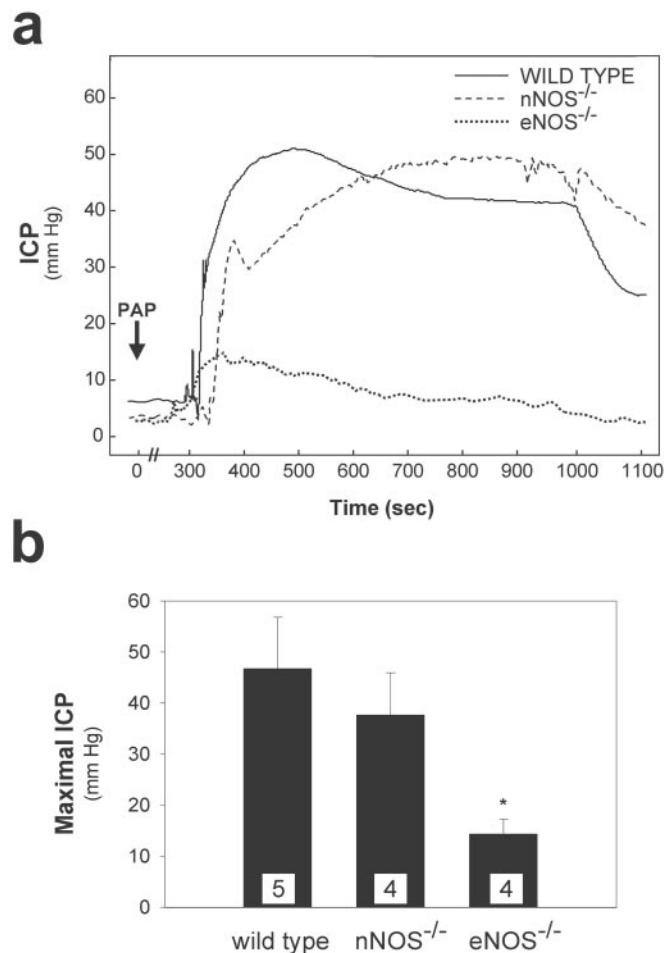 a
WILD TYPE
nNOS-/-
eNOS-/-
60
50
40
30
20
10
0
ICP
(mm Hg)
PAP
0 // 300 400 500 600 700 800 900 1000 1100
Time (sec)
b
60
50
40
30
20
10
0
Maximal ICP
(mm Hg)
*
5 4 4
wild type nNOS-/- eNOS-/-